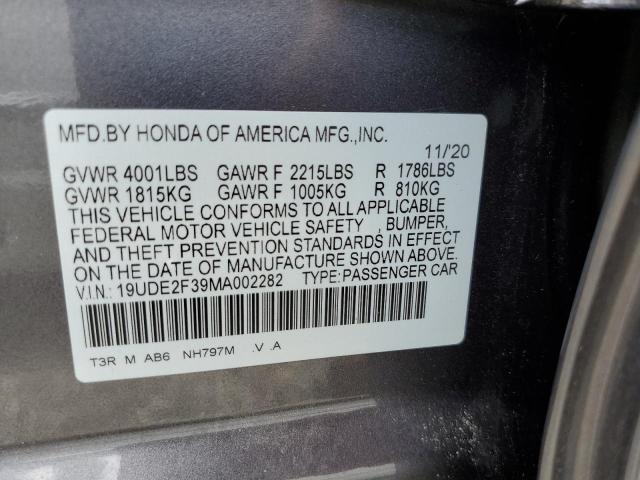 MFD.BY HONDA OF AMERICA MFG.,INC.
11/'20
GVWR 4001LBS GAWR F 2215LBS R 1786LBS
GVWR 1815KG GAWR F 1005KG R 810KG
THIS VEHICLE CONFORMS TO ALL APPLICABLE
FEDERAL MOTOR VEHICLE SAFETY , BUMPER,
AND THEFT PREVENTION STANDARDS IN EFFECT
ON THE DATE OF MANUFACTURE SHOWN ABOVE.
V.I.N.: 19UDE2F39MA002282 TYPE:PASSENGER CAR
T3R M AB6 NH797M .V .A